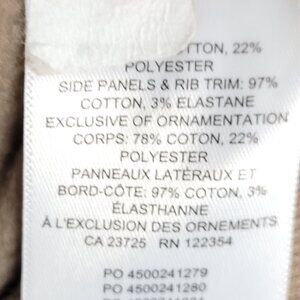 22%
POLYESTER
SIDE PANELS & RIB TRIM: 97%
COTTON, 3% ELASTANE
EXCLUSIVE OF ORNAMENTATION
CORPS: 78% COTON, 22%
POLYESTER
PANNEAUX LATÉRAUX ET
BORD-CÔTE: 97% COTON, 3%
ÉLASTHANNE
À L'EXCLUSION DES ORNEMENTS
CA 23725 RN 122354
PO 4500241279
PO 4500241280